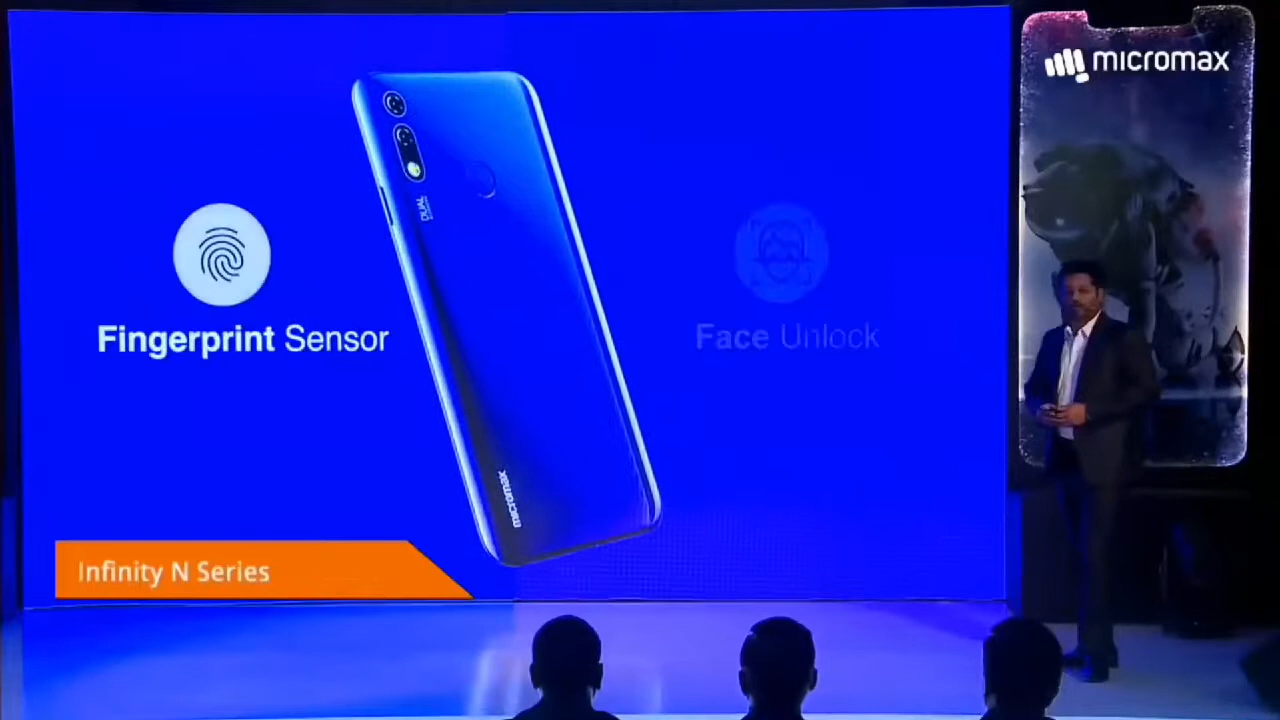 micromax
Fingerprint Sensor
Face Unlock
DUAL
micromax
Infinity N Series